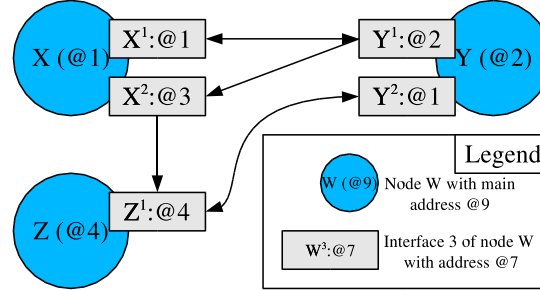 X (@1)
X¹:@1
X²:@3
Y¹:@2
Y²:@1
Y (@2)
Z (@4)
Z¹:@4
Legend
W (@9)
Node W with main
address @9
W³:@7
Interface 3 of node W
with address @7